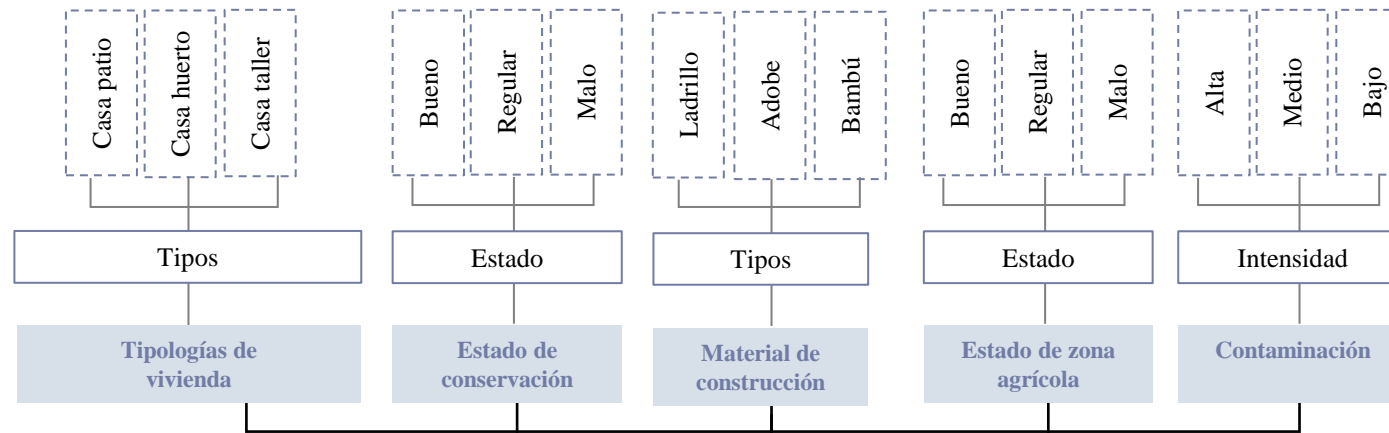 Casa patio
Casa huerto
Casa taller
Bueno
Regular
Malo
Ladrillo
Adobe
Bambú
Bueno
Regular
Malo
Alta
Medio
Bajo
Tipos
Estado
Tipos
Estado
Intensidad
Tipologías de
vivienda
Estado de
conservación
Material de
construcción
Estado de zona
agrícola
Contaminación